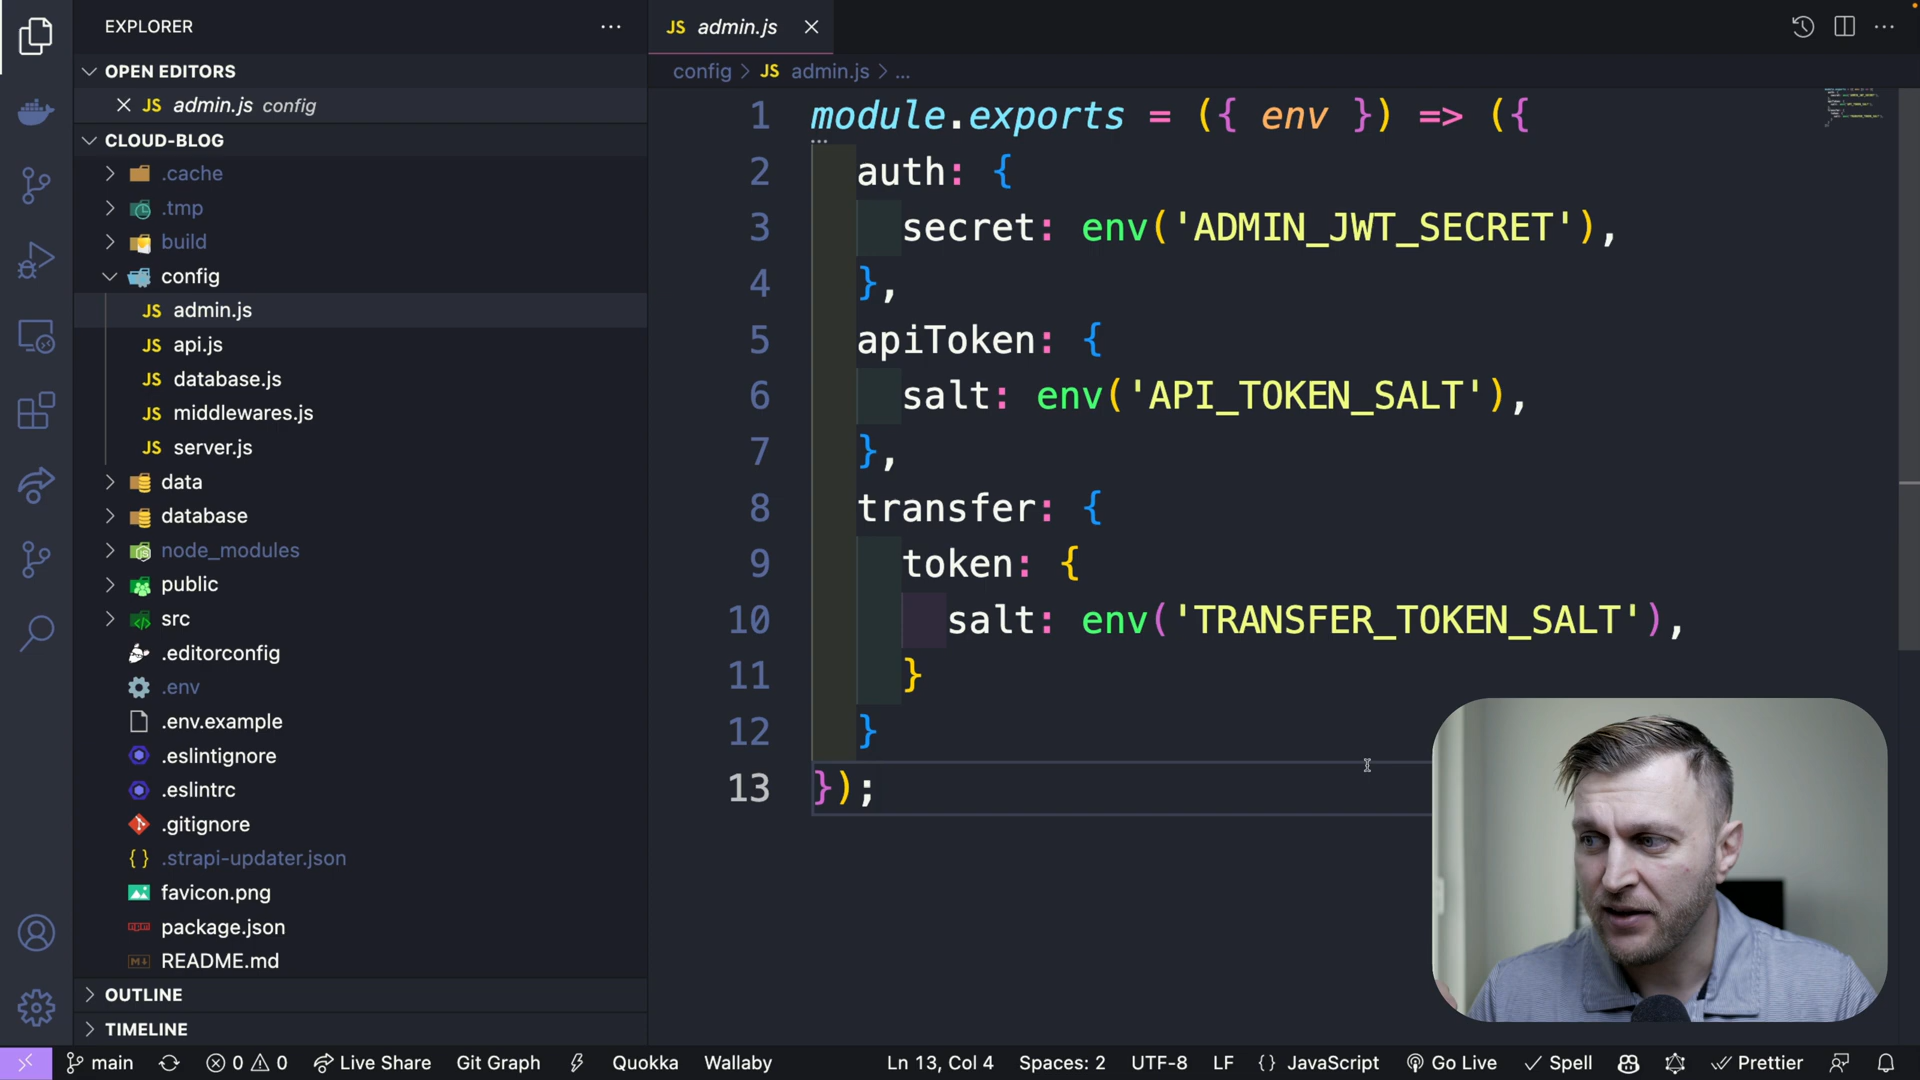 EXPLORER
OPEN EDITORS
JS admin.js config
CLOUD-BLOG
.cache
.tmp
build
config
JS admin.js
JS api.js
JS database.js
JS middlewares.js
JS server.js
data
database
node_modules
public
src
.editorconfig
.env
.env.example
.eslintignore
.eslintrc
.gitignore
{ } .strapi-updater.json
favicon.png
package.json
README.md
OUTLINE
TIMELINE
JS admin.js
config > JS admin.js > ...
1 module.exports = ({ env }) => ({
2 auth: {
3 secret: env('ADMIN_JWT_SECRET'),
4 },
5 apiToken: {
6 salt: env('API_TOKEN_SALT'),
7 },
8 transfer: {
9 token: {
10 salt: env('TRANSFER_TOKEN_SALT'),
11 }
12 }
13 });
main 0 0 Live Share Git Graph Quokka Wallaby Ln 13, Col 4 Spaces: 2 UTF-8 LF { } JavaScript Go Live Spell Prettier